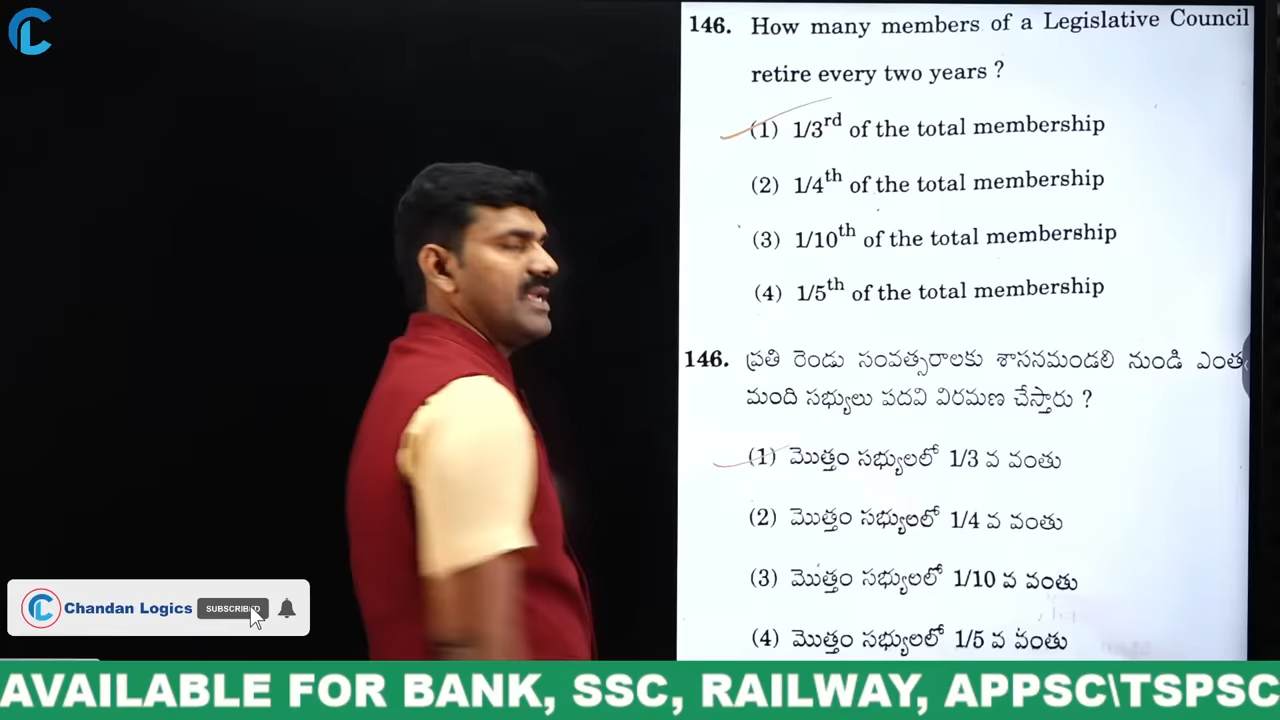 CL
146. How many members of a Legislative Council
retire every two years ?
(1) 1/3rd of the total membership
(2) 1/4th of the total membership
(3) 1/10th of the total membership
(4) 1/5th of the total membership
146. ప్రతి రెండు సంవత్సరాలకు శాసనమండలి నుండి ఎంత
మంది సభ్యులు పదవి విరమణ చేస్తారు ?
(1) మొత్తం సభ్యులలో 1/3 వ వంతు
(2) మొత్తం సభ్యులలో 1/4 వ వంతు
(3) మొత్తం సభ్యులలో 1/10 వ వంతు
(4) మొత్తం సభ్యులలో 1/5 వ వంతు
CL Chandan Logics SUBSCRIBED
AVAILABLE FOR BANK, SSC, RAILWAY, APPSC\TSPSC